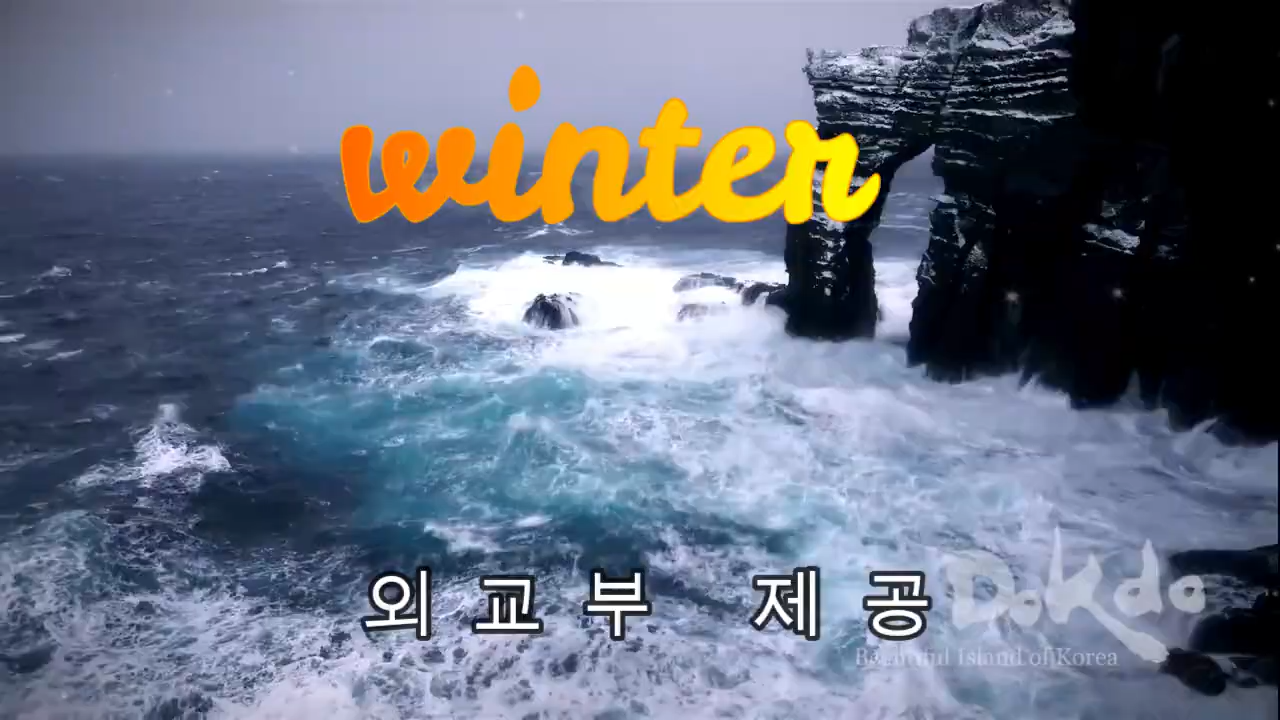 winter
외교부 제공
Dokdo
Beautiful Island of Korea